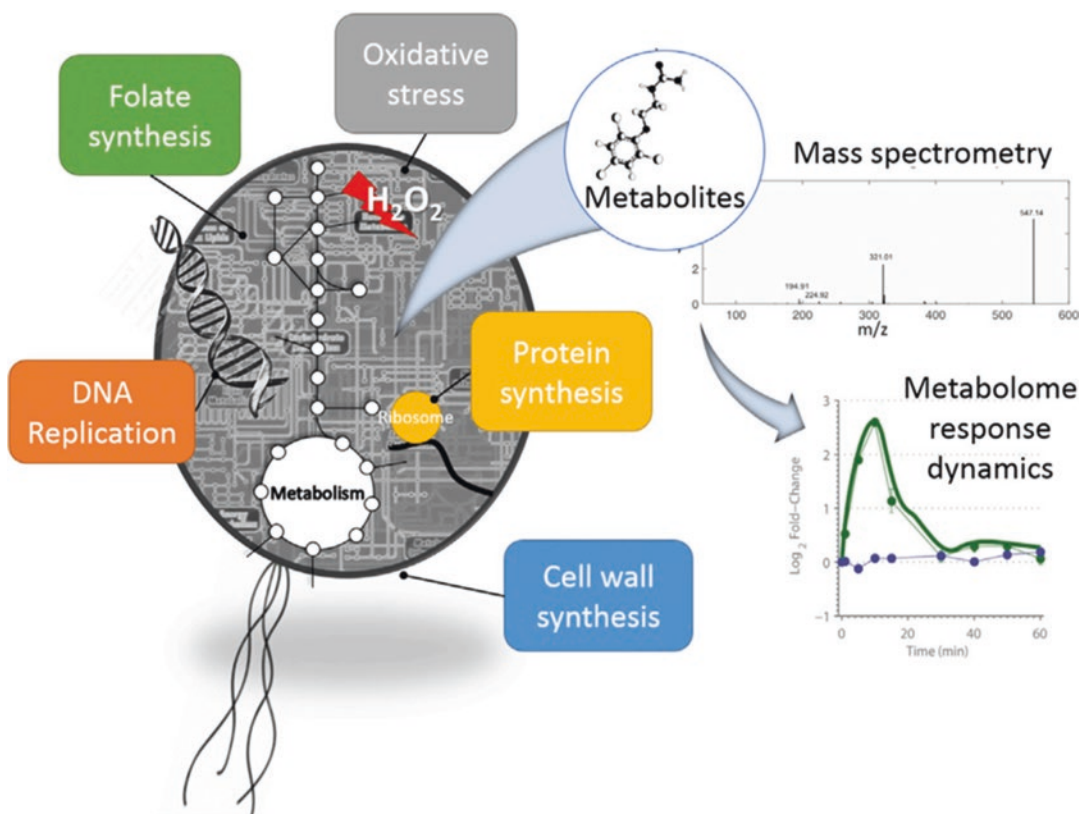 Oxidative
stress
Folate
synthesis
H₂O₂
Metabolites
Mass spectrometry
547.14
321.01
194.91
224.92
2
0
100
200
300
400
500
600
m/z
Protein
synthesis
DNA
Replication
Ribosome
Metabolism
Cell wall
synthesis
Metabolome
response
dynamics
3
2
1
0
−1
Log₂ Fold−Change
0
20
40
60
Time (min)